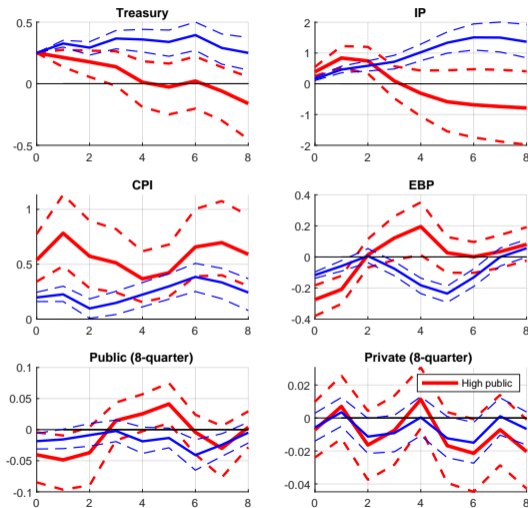 Treasury
0.5
0
-0.5
0 2 4 6 8
IP
2
1
0
-1
-2
0 2 4 6 8
CPI
1
0.5
0
0 2 4 6 8
EBP
0.4
0.2
0
-0.2
-0.4
0 2 4 6 8
Public (8-quarter)
0.1
0.05
0
-0.05
-0.1
0 2 4 6 8
Private (8-quarter)
High public
0.02
0
-0.02
-0.04
0 2 4 6 8